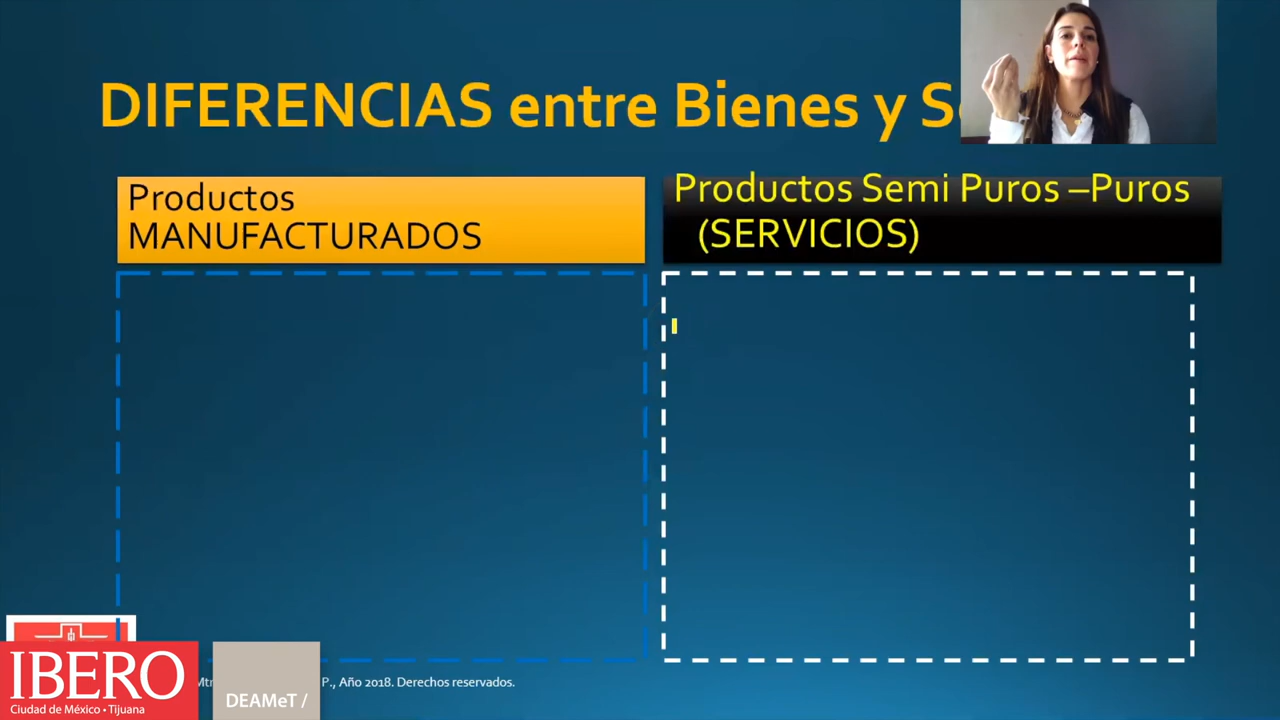 DIFERENCIAS entre Bienes y
Productos
MANUFACTURADOS
Productos Semi Puros –Puros
(SERVICIOS)
P., Año 2018. Derechos reservados.
IBERO
Ciudad de México • Tijuana
DEAMeT /